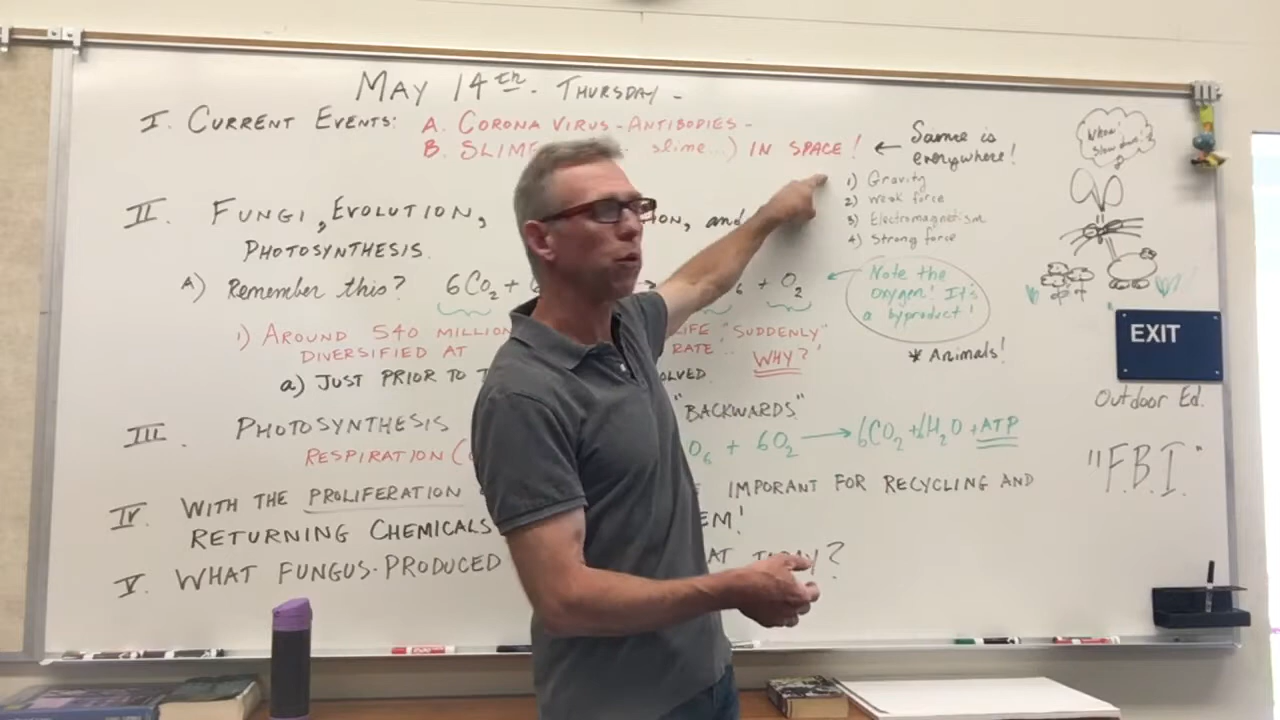 MAY 14th. THURSDAY -
I. CURRENT EVENTS: A. CORONA VIRUS - ANTIBODIES -
B. SLIME slime...) IN SPACE!
← Same is
everywhere!
1) Gravity
2) Weak force
3) Electromagnetism
4) Strong force
Whoa!
Slow down!
II. FUNGI, EVOLUTION, and
PHOTOSYNTHESIS.
A) Remember this? 6CO2 + 6 + O2
Note the
oxygen! It's
a byproduct!
* Animals!
1) AROUND 540 MILLION LIFE "SUDDENLY"
DIVERSIFIED AT RATE .. WHY?
a) JUST PRIOR TO OLVED.
III. PHOTOSYNTHESIS "BACKWARDS."
RESPIRATION ( O6 + 6O2 → 6CO2 + H2O + ATP
IV. WITH THE PROLIFERATION IMPORANT FOR RECYCLING AND
RETURNING CHEMICALS EM!
V. WHAT FUNGUS-PRODUCED AT TODAY?
EXIT
Outdoor Ed.
"F.B.I."